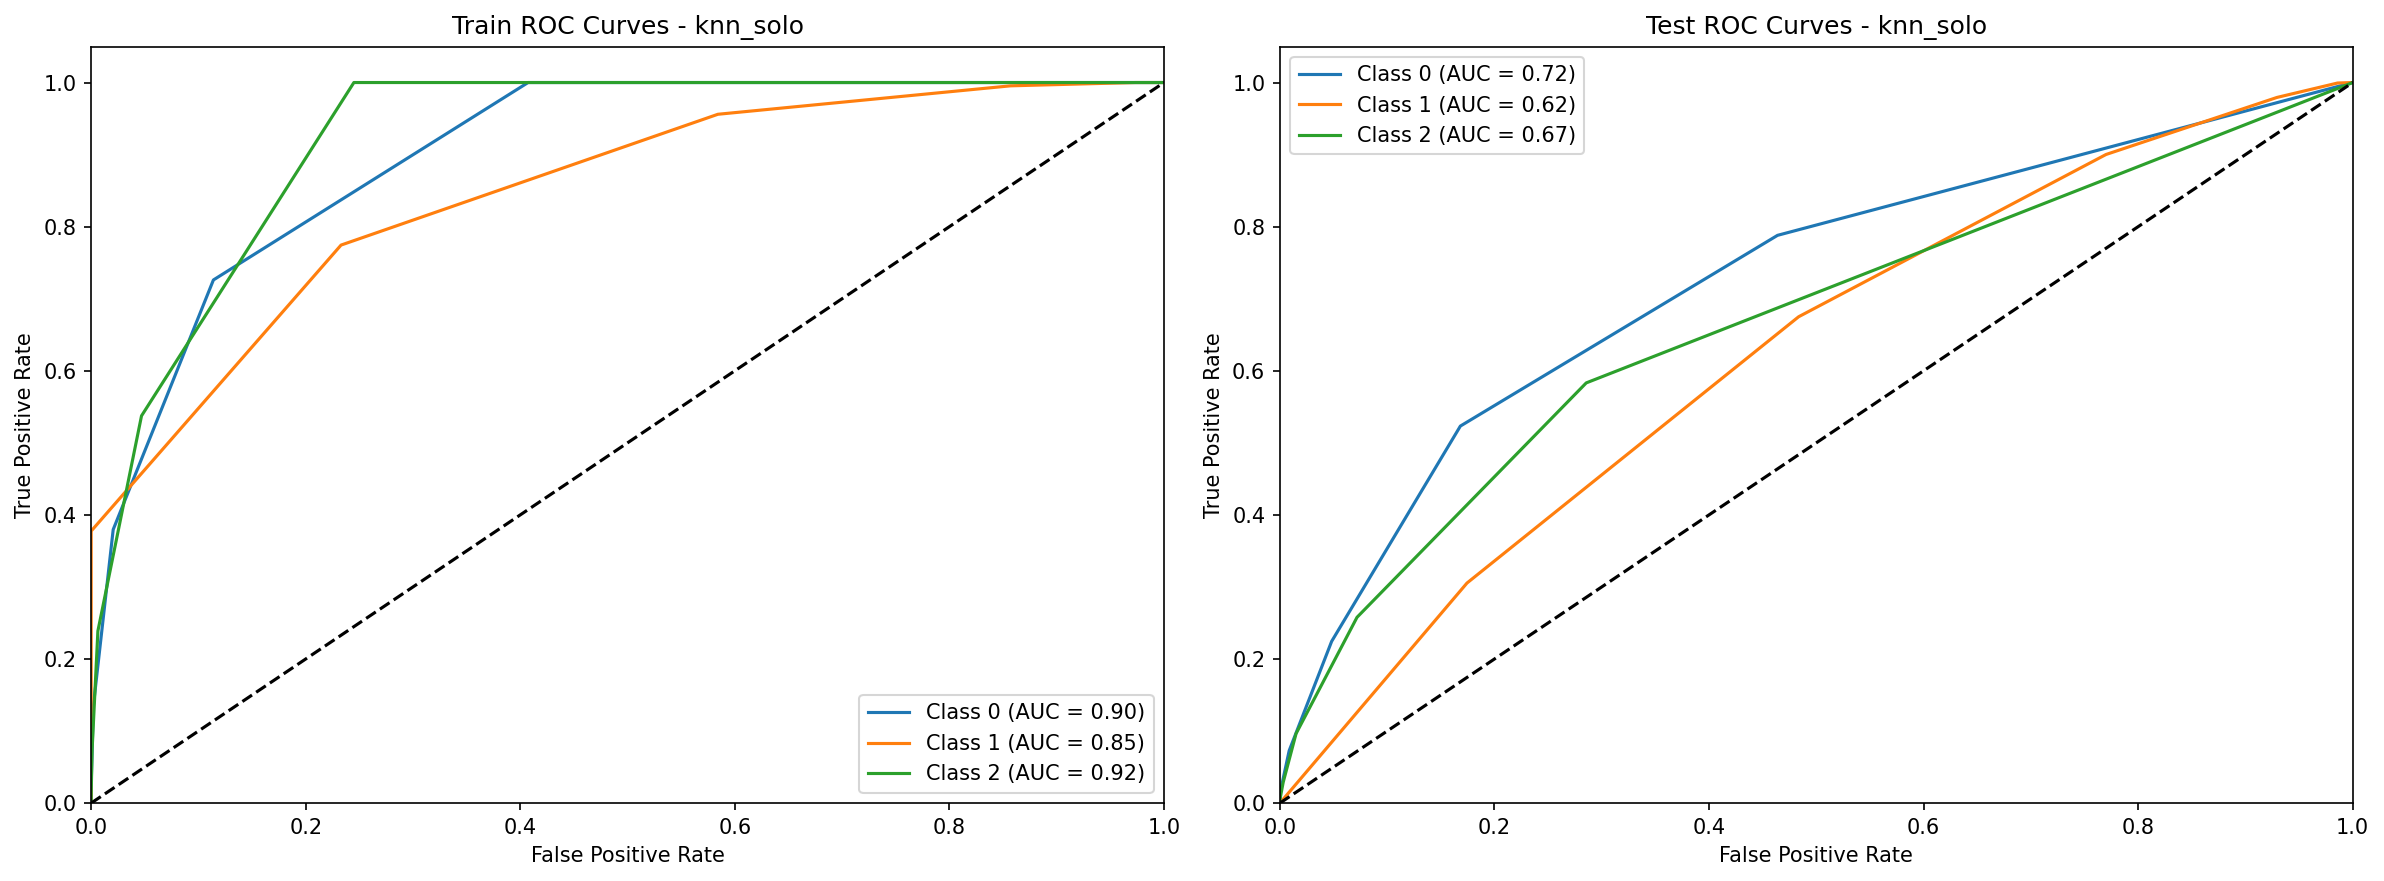 Train ROC Curves - knn_solo
True Positive Rate
1.0
0.8
0.6
0.4
0.2
0.0
0.0 0.2 0.4 0.6 0.8 1.0
False Positive Rate
Class 0 (AUC = 0.90)
Class 1 (AUC = 0.85)
Class 2 (AUC = 0.92)
Test ROC Curves - knn_solo
True Positive Rate
1.0
0.8
0.6
0.4
0.2
0.0
0.0 0.2 0.4 0.6 0.8 1.0
False Positive Rate
Class 0 (AUC = 0.72)
Class 1 (AUC = 0.62)
Class 2 (AUC = 0.67)